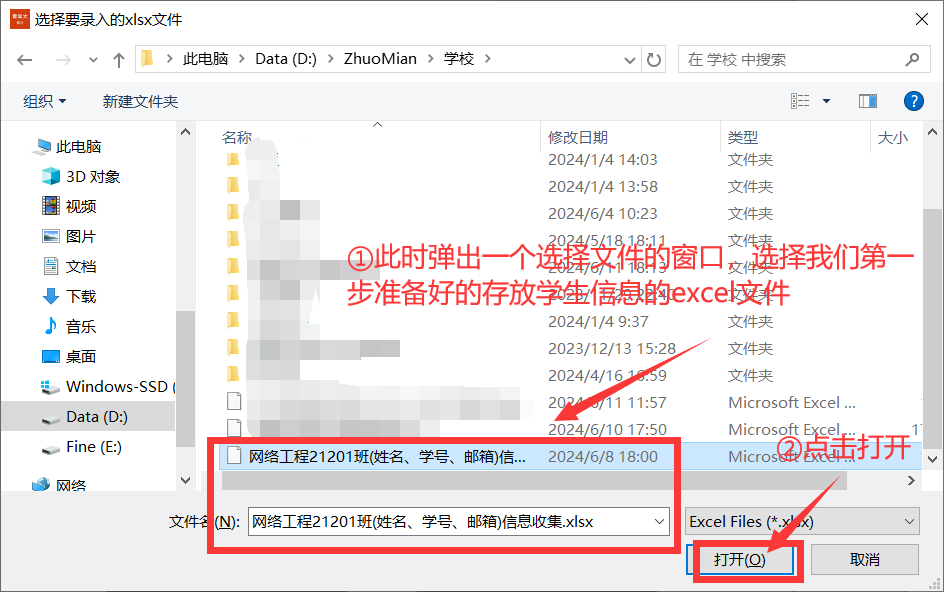 选择要录入的xlsx文件
此电脑 > Data (D:) > ZhuoMian > 学校 >
在 学校 中搜索
组织
新建文件夹
此电脑
3D 对象
视频
图片
文档
下载
音乐
桌面
Windows-SSD (
Data (D:)
Fine (E:)
网络
名称 修改日期 类型 大小
2024/1/4 14:03 文件夹
2024/1/4 13:58 文件夹
2024/6/4 10:23 文件夹
2024/5/18 18:11 文件夹
2024/6/11 18:13 文件夹
文件夹
2024/1/4 9:37 文件夹
2023/12/13 15:28 文件夹
2024/4/16 16:59 文件夹
2024/6/11 11:57 Microsoft Excel ...
2024/6/10 17:50 Microsoft Excel ...
网络工程21201班(姓名、学号、邮箱)信... 2024/6/8 18:00 Microsoft Excel ...
①此时弹出一个选择文件的窗口，选择我们第一
步准备好的存放学生信息的excel文件
②点击打开
文件名(N): 网络工程21201班(姓名、学号、邮箱)信息收集.xlsx
Excel Files (*.xlsx)
打开(O)
取消